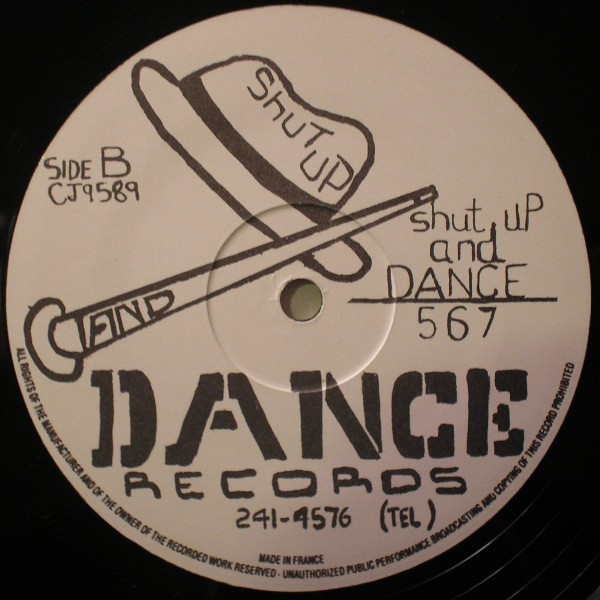 Shut
UP
SIDE B
CJ9589
shut up
and
DANCE
567
AND
DANCE
RECORDS
241-4576 (TEL)
MADE IN FRANCE
ALL RIGHTS OF THE MANUFACTURER AND OF THE OWNER OF THE RECORDED WORK RESERVED - UNAUTHORIZED PUBLIC PERFORMANCE BROADCASTING AND COPYING OF THIS RECORD PROHIBITED